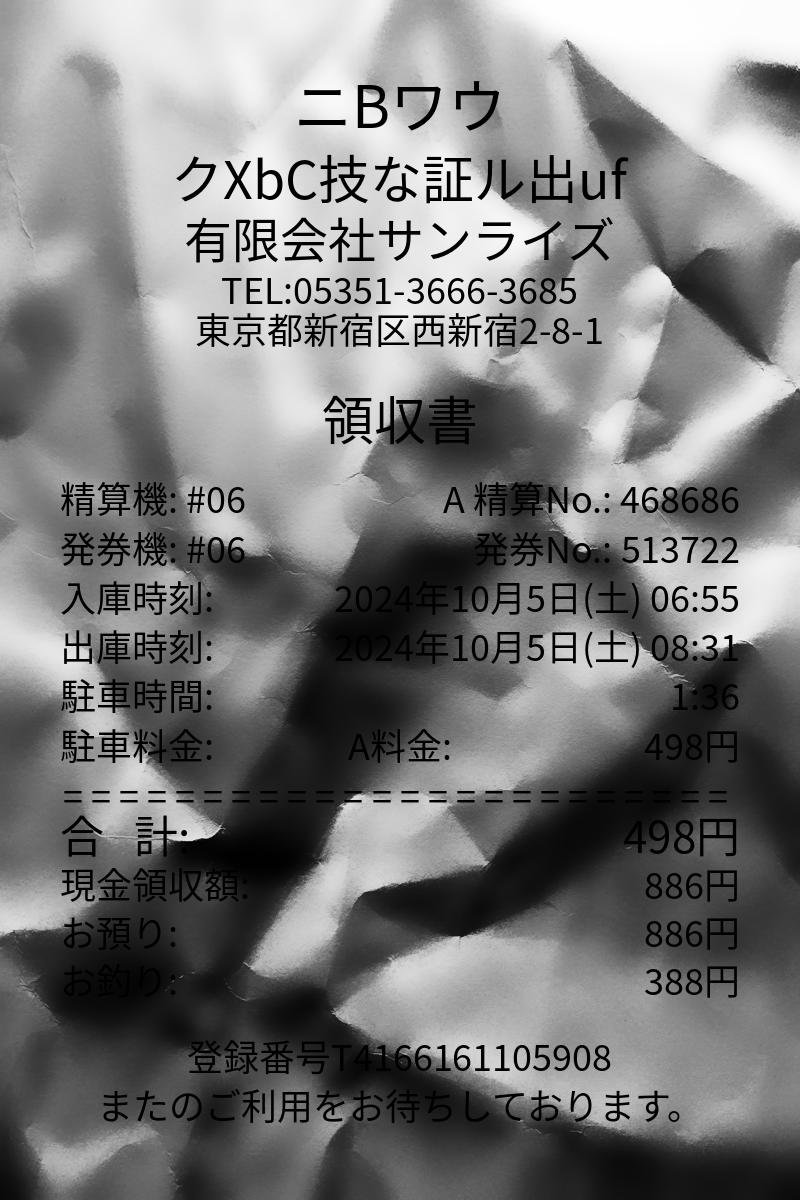 ニBワウ
クXbC技な証ル出uf
有限会社サンライズ
TEL:05351-3666-3685
東京都新宿区西新宿2-8-1
領収書
精算機: #06 A 精算No.: 468686
発券機: #06 発券No.: 513722
入庫時刻: 2024年10月5日(土) 06:55
出庫時刻: 2024年10月5日(土) 08:31
駐車時間: 1:36
駐車料金: A料金: 498円
========================
合 計: 498円
現金領収額: 886円
お預り: 886円
お釣り: 388円
登録番号T4166161105908
またのご利用をお待ちしております。